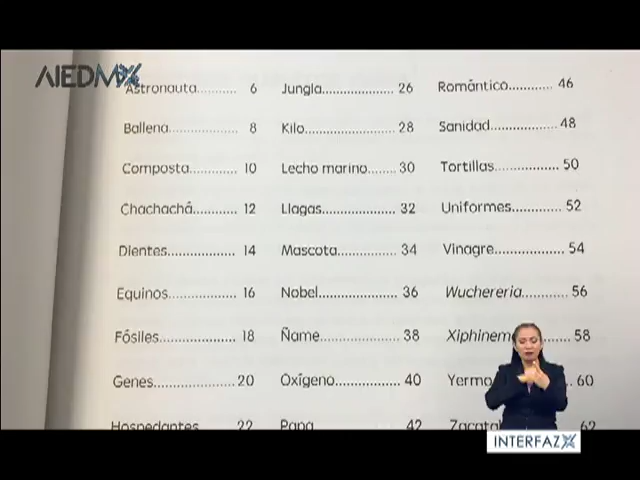 AIEDMX
Astronauta.......... 6
Ballena................ 8
Composta............ 10
Chachachá........... 12
Dientes................. 14
Equinos................. 16
Fósiles................... 18
Genes.................... 20
Hospedantes 22
Jungla................... 26
Kilo........................ 28
Lecho marino....... 30
Llagas................... 32
Mascota................ 34
Nobel.................... 36
Ñame.................... 38
Oxígeno................ 40
Papa 42
Romántico........... 46
Sanidad................ 48
Tortillas................. 50
Uniformes............. 52
Vinagre................. 54
Wuchereria........... 56
58
Yermo 60
62
INTERFAZ